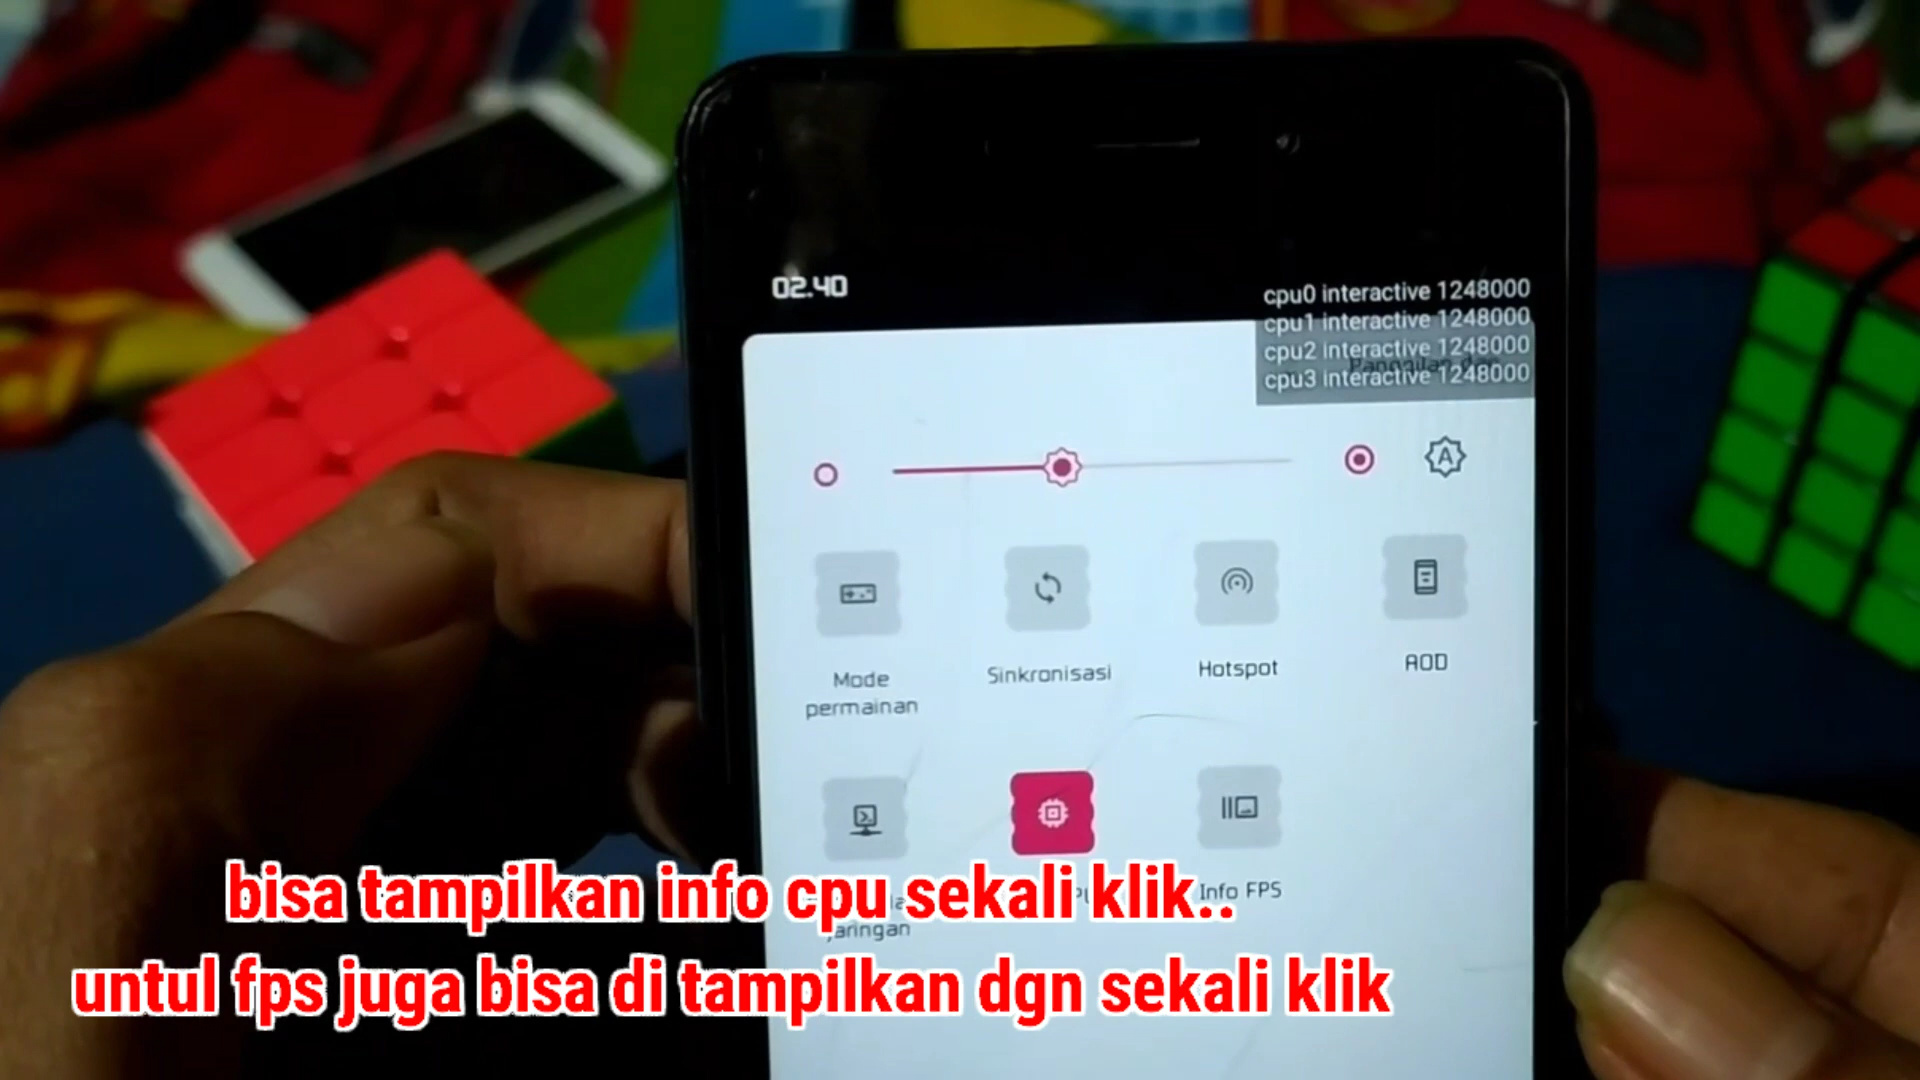 02.40
cpu0 interactive 1248000
cpu1 interactive 1248000
cpu2 interactive 1248000
cpu3 interactive 1248000
A
Mode
permainan
Sinkronisasi
Hotspot
AOD
Info FPS
jaringan
bisa tampilkan info cpu sekali klik..
untul fps juga bisa di tampilkan dgn sekali klik